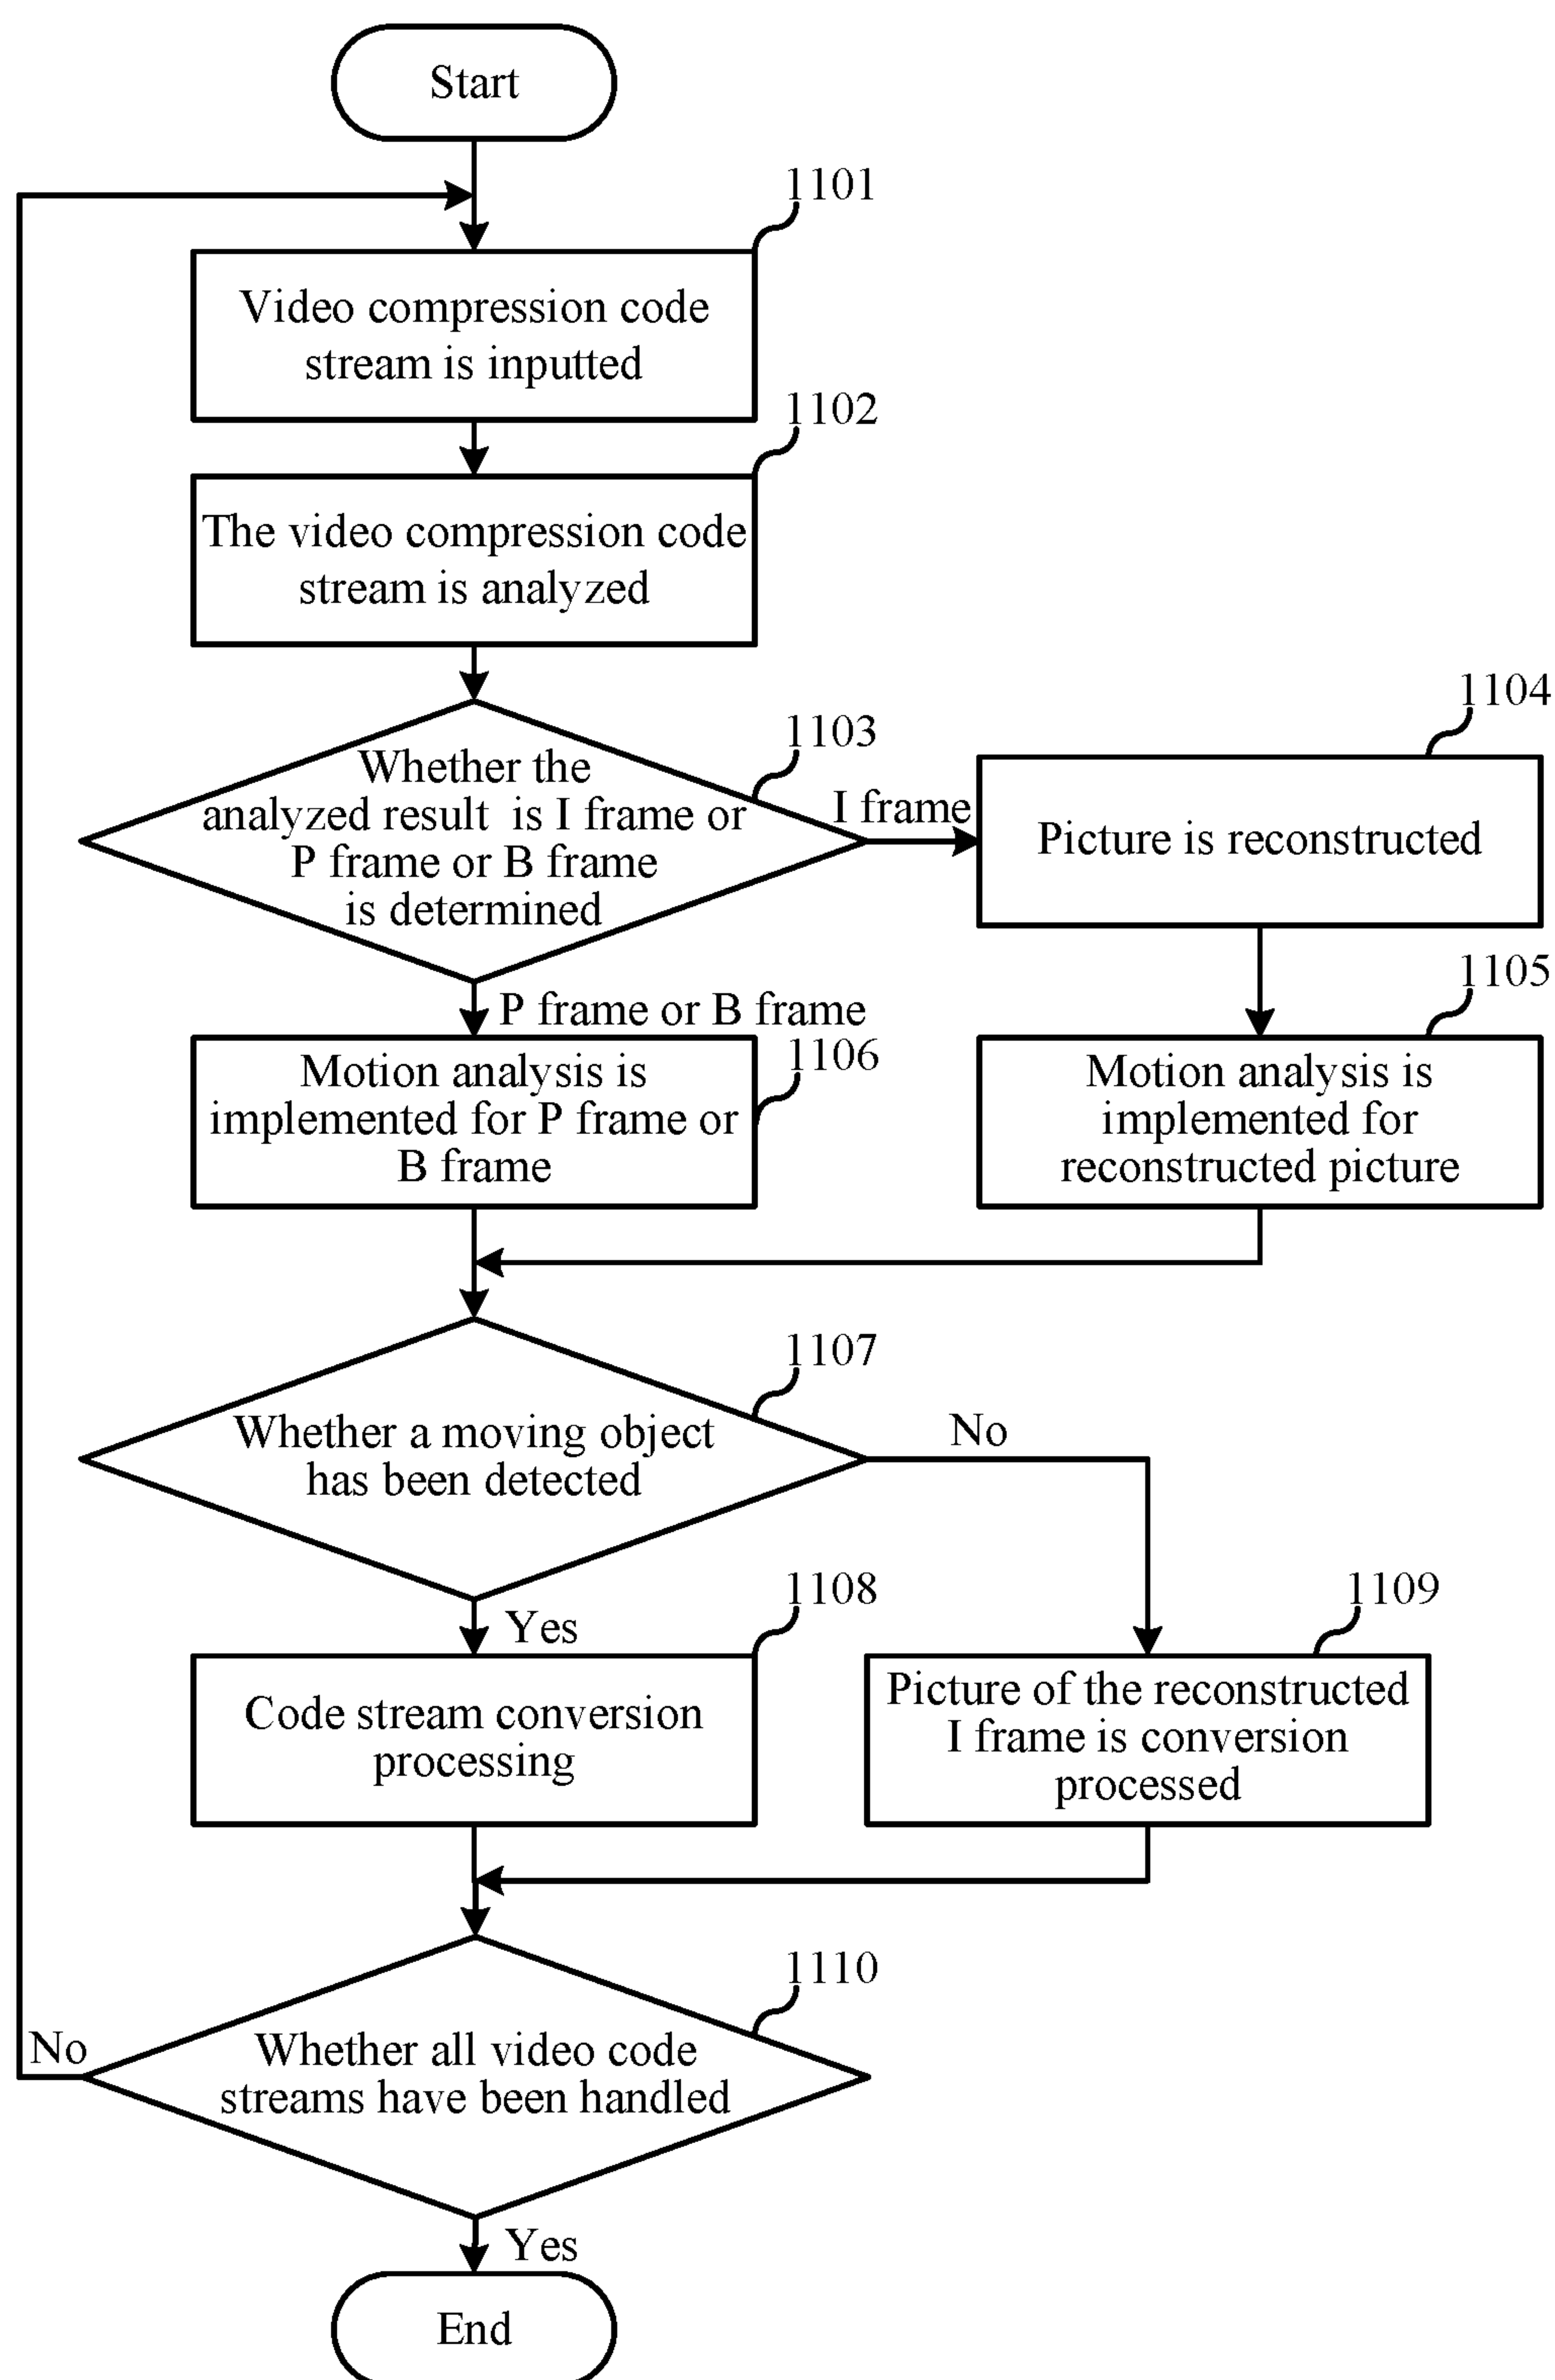 Start
1101
Video compression code
stream is inputted
1102
The video compression code
stream is analyzed
1103
Whether the
analyzed result is I frame or
P frame or B frame
is determined
I frame
1104
Picture is reconstructed
P frame or B frame
1106
Motion analysis is
implemented for P frame or
B frame
1105
Motion analysis is
implemented for
reconstructed picture
1107
Whether a moving object
has been detected
No
Yes
1108
Code stream conversion
processing
1109
Picture of the reconstructed
I frame is conversion
processed
1110
Whether all video code
streams have been handled
No
Yes
End